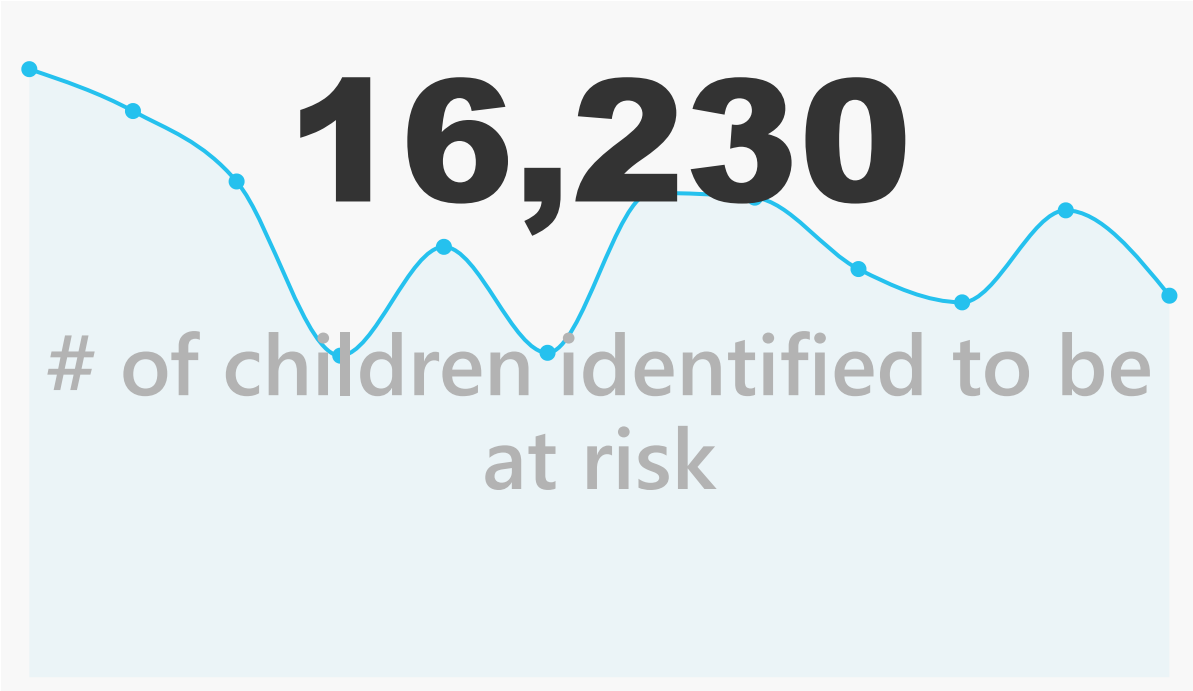 16,230
# of children identified to be
at risk